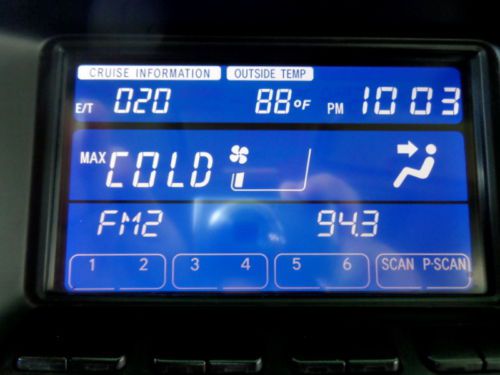 CRUISE INFORMATION OUTSIDE TEMP
E/T 020 88°F PM 10 03
MAX COLD
FM2 94.3
1 2 3 4 5 6 SCAN P·SCAN